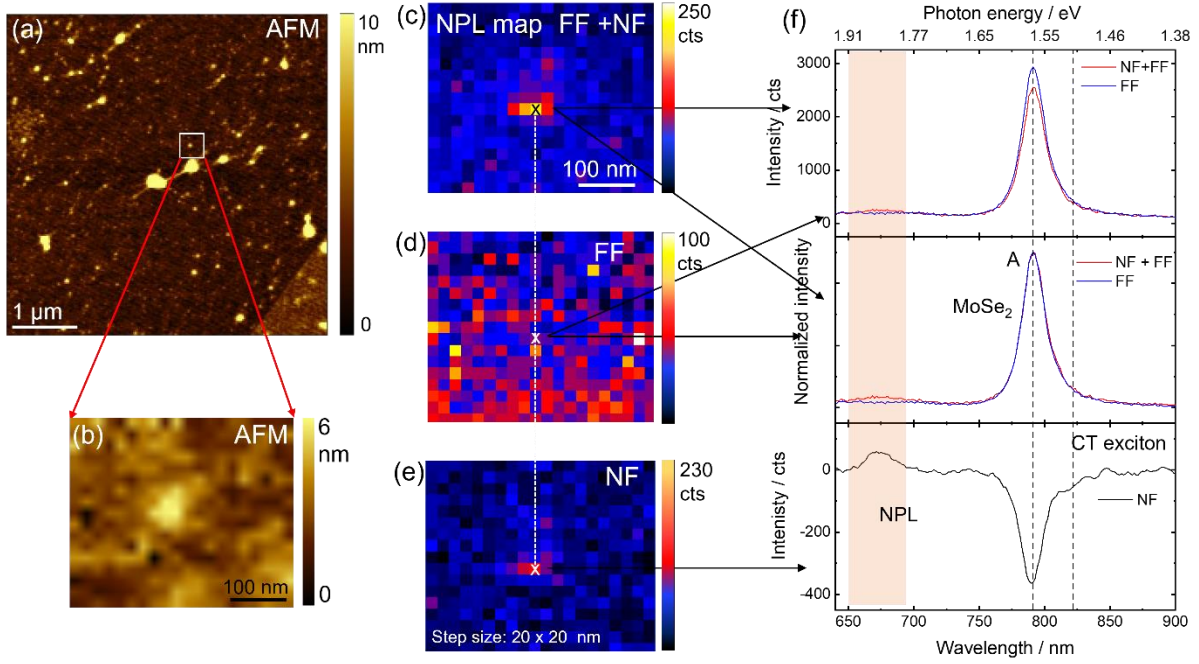 (a)
AFM
10
nm
0
1 µm
(b)
AFM
6
nm
0
100 nm
(c)
NPL map FF +NF
250
cts
100 nm
x
(d)
FF
100
cts
x
(e)
NF
230
cts
x
Step size: 20 x 20 nm
(f)
Photon energy / eV
1.91 1.77 1.65 1.55 1.46 1.38
3000
2000
1000
0
Intensity / cts
NF+FF
FF
Normalized intensity
A
MoSe2
NF + FF
FF
0
-200
-400
Intenisty / cts
CT exciton
NF
NPL
650 700 750 800 850 900
Wavelength / nm